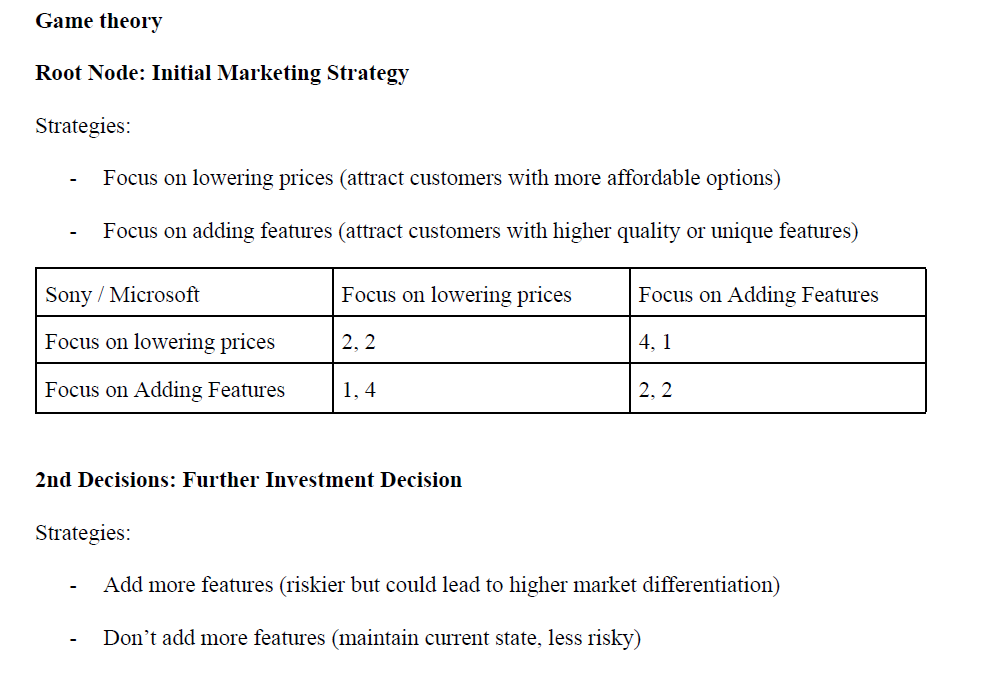 Game theory
Root Node: Initial Marketing Strategy
Strategies:
- Focus on lowering prices (attract customers with more affordable options)
- Focus on adding features (attract customers with higher quality or unique features)
Sony / Microsoft Focus on lowering prices Focus on Adding Features
Focus on lowering prices 2, 2 4, 1
Focus on Adding Features 1, 4 2, 2
2nd Decisions: Further Investment Decision
Strategies:
- Add more features (riskier but could lead to higher market differentiation)
- Don’t add more features (maintain current state, less risky)